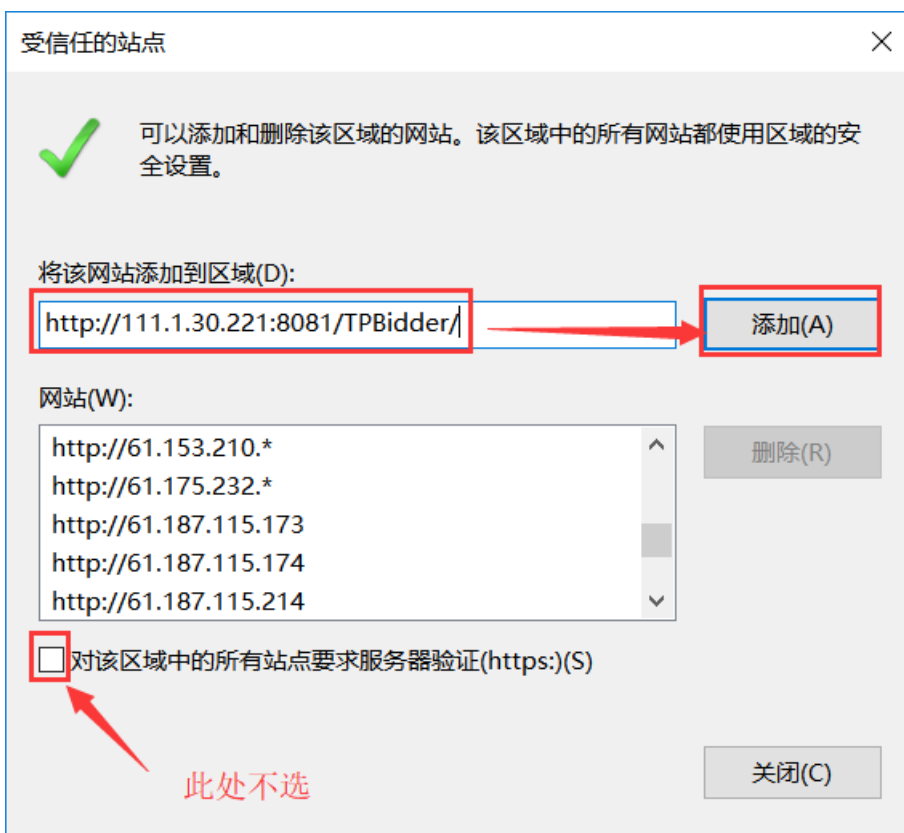 受信任的站点
可以添加和删除该区域的网站。该区域中的所有网站都使用区域的安
全设置。
将该网站添加到区域(D):
http://111.1.30.221:8081/TPBidder/
添加(A)
网站(W):
http://61.153.210.*
http://61.175.232.*
http://61.187.115.173
http://61.187.115.174
http://61.187.115.214
删除(R)
对该区域中的所有站点要求服务器验证(https:)(S)
此处不选
关闭(C)